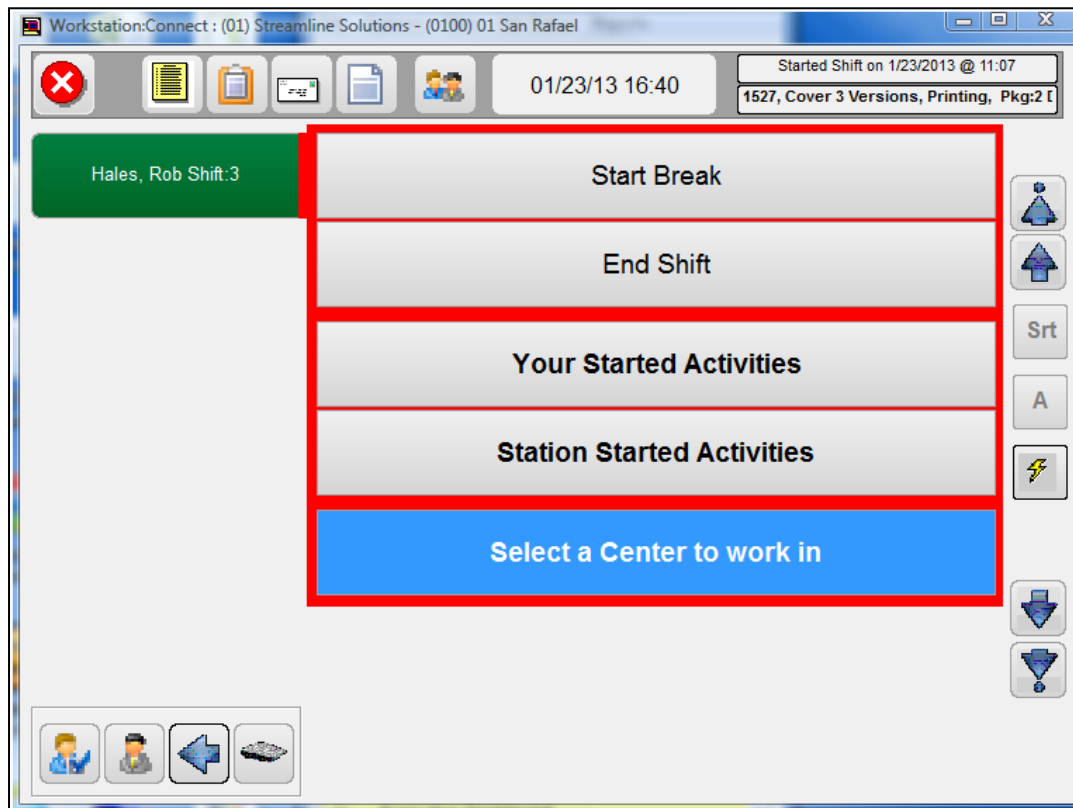 Workstation:Connect : (01) Streamline Solutions - (0100) 01 San Rafael
01/23/13 16:40
Started Shift on 1/23/2013 @ 11:07
1527, Cover 3 Versions, Printing, Pkg:2
Hales, Rob Shift:3
Start Break
End Shift
Your Started Activities
Station Started Activities
Select a Center to work in
Srt
A